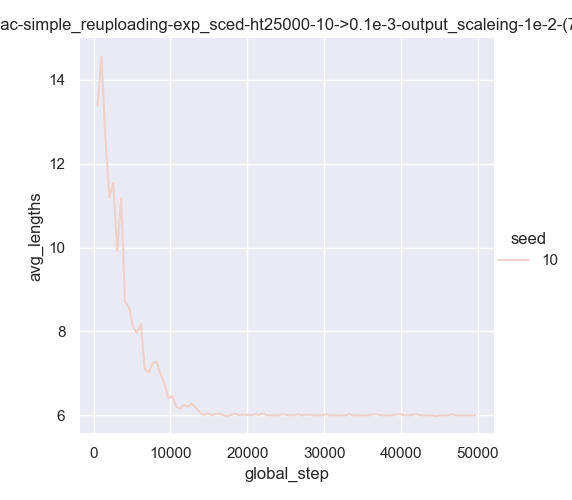 ac-simple_reuploading-exp_sced-ht25000-10->0.1e-3-output_scaleing-1e-2-(7
14
12
10
8
6
avg_lengths
0 10000 20000 30000 40000 50000
global_step
seed
10